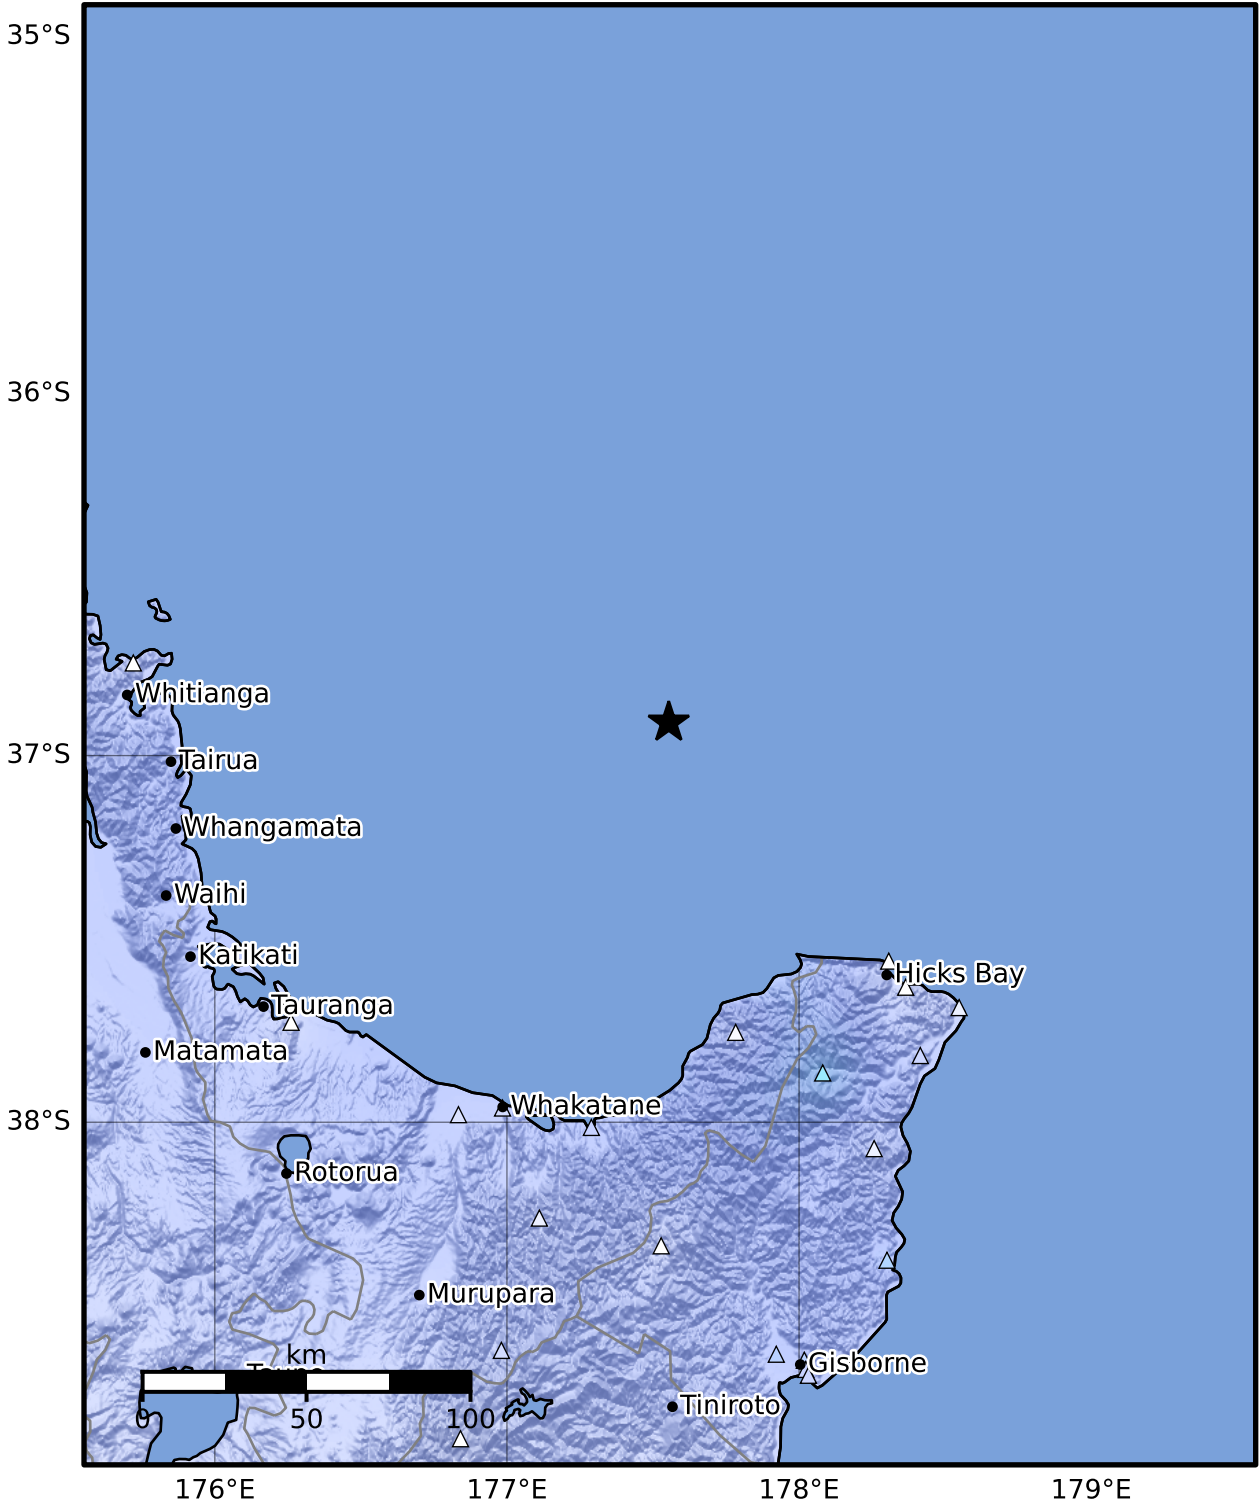 35°S
36°S
Whitianga
37°S
Tairua
Whangamata
Waihi
Katikati
Hicks Bay
Tauranga
Matamata
Whakatane
38°S
Rotorua
Murupara
km
Gisborne
Taupo
Tiniroto
0 50 100
176°E 177°E 178°E 179°E